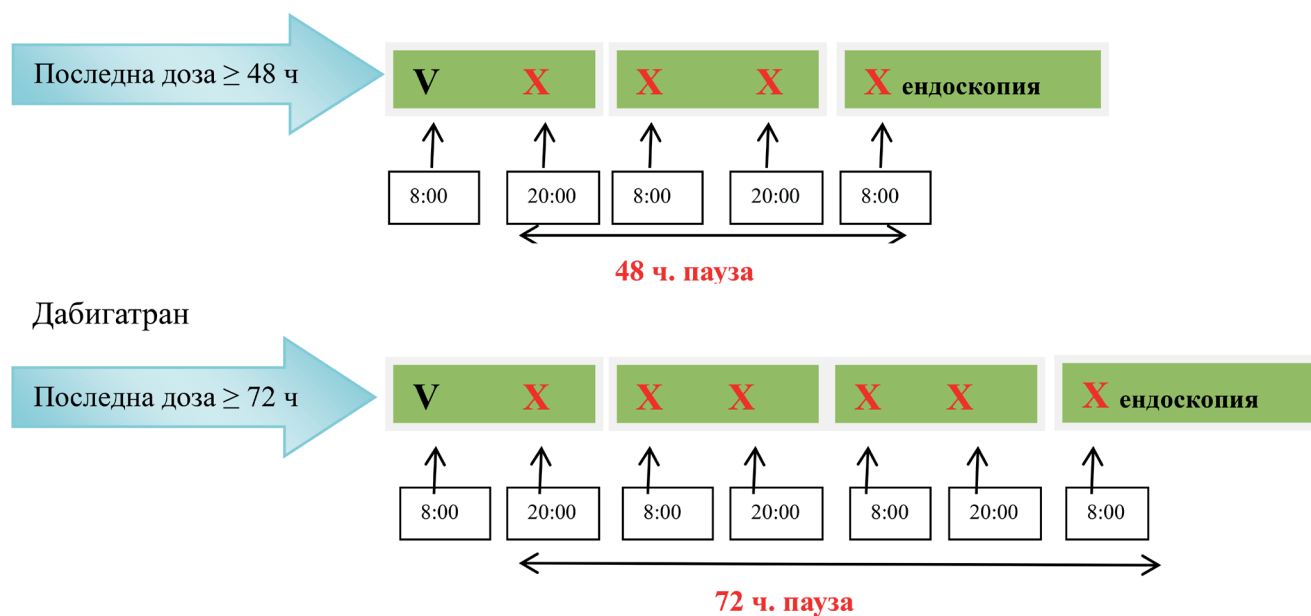 Последна доза ≥ 48 ч
V X X X X ендоскопия
8:00 20:00 8:00 20:00 8:00
48 ч. пауза
Дабигатран
Последна доза ≥ 72 ч
V X X X X X X ендоскопия
8:00 20:00 8:00 20:00 8:00 20:00 8:00
72 ч. пауза